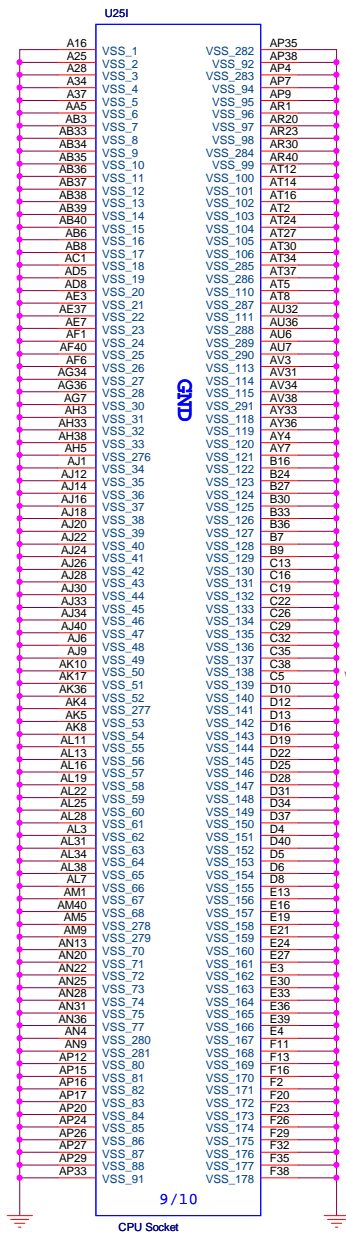 U25I
A16 VSS_1 VSS_282 AP35
A25 VSS_2 VSS_92 AP38
A28 VSS_3 VSS_283 AP4
A34 VSS_4 VSS_94 AP7
A37 VSS_5 VSS_95 AP9
AA5 VSS_6 VSS_96 AR1
AB3 VSS_7 VSS_97 AR20
AB33 VSS_8 VSS_98 AR23
AB34 VSS_9 VSS_284 AR30
AB35 VSS_10 VSS_99 AR40
AB36 VSS_11 VSS_100 AT12
AB37 VSS_12 VSS_101 AT14
AB38 VSS_13 VSS_102 AT16
AB39 VSS_14 VSS_103 AT2
AB40 VSS_15 VSS_104 AT24
AB6 VSS_16 VSS_105 AT27
AB8 VSS_17 VSS_106 AT30
AC1 VSS_18 VSS_285 AT34
AD5 VSS_19 VSS_286 AT37
AD8 VSS_20 VSS_110 AT5
AE3 VSS_21 VSS_287 AT8
AE37 VSS_22 VSS_111 AU32
AE7 VSS_23 VSS_288 AU36
AF1 VSS_24 VSS_289 AU6
AF40 VSS_25 VSS_290 AU7
AF6 VSS_26 VSS_113 AV3
AG34 VSS_27 VSS_114 AV31
AG36 VSS_28 VSS_115 AV34
AG7 VSS_30 VSS_291 AV38
AH3 VSS_31 VSS_118 AY33
AH33 VSS_32 VSS_119 AY36
AH38 VSS_33 VSS_120 AY4
AH5 VSS_276 VSS_121 AY7
AJ1 VSS_34 VSS_122 B16
AJ12 VSS_35 VSS_123 B24
AJ14 VSS_36 VSS_124 B27
AJ16 VSS_37 VSS_125 B30
AJ18 VSS_38 VSS_126 B33
AJ20 VSS_39 VSS_127 B36
AJ22 VSS_40 VSS_128 B7
AJ24 VSS_41 VSS_129 B9
AJ26 VSS_42 VSS_130 C13
AJ28 VSS_43 VSS_131 C16
AJ30 VSS_44 VSS_132 C19
AJ33 VSS_45 VSS_133 C22
AJ34 VSS_46 VSS_134 C26
AJ40 VSS_47 VSS_135 C29
AJ6 VSS_48 VSS_136 C32
AJ9 VSS_49 VSS_137 C35
AK10 VSS_50 VSS_138 C38
AK17 VSS_51 VSS_139 C5
AK36 VSS_52 VSS_140 D10
AK4 VSS_277 VSS_141 D12
AK5 VSS_53 VSS_142 D13
AK8 VSS_54 VSS_143 D16
AL11 VSS_55 VSS_144 D19
AL13 VSS_56 VSS_145 D22
AL16 VSS_57 VSS_146 D25
AL19 VSS_58 VSS_147 D28
AL22 VSS_59 VSS_148 D31
AL25 VSS_60 VSS_149 D34
AL28 VSS_61 VSS_150 D37
AL3 VSS_62 VSS_151 D4
AL31 VSS_63 VSS_152 D40
AL34 VSS_64 VSS_153 D5
AL38 VSS_65 VSS_154 D6
AL7 VSS_66 VSS_155 D8
AM1 VSS_67 VSS_156 E13
AM40 VSS_68 VSS_157 E16
AM5 VSS_278 VSS_158 E19
AM9 VSS_279 VSS_159 E21
AN13 VSS_70 VSS_160 E24
AN20 VSS_71 VSS_161 E27
AN22 VSS_72 VSS_162 E3
AN25 VSS_73 VSS_163 E30
AN28 VSS_74 VSS_164 E33
AN31 VSS_75 VSS_165 E36
AN36 VSS_77 VSS_166 E39
AN4 VSS_280 VSS_167 E4
AN9 VSS_281 VSS_168 F11
AP12 VSS_80 VSS_169 F13
AP15 VSS_81 VSS_170 F16
AP16 VSS_82 VSS_171 F2
AP17 VSS_83 VSS_172 F20
AP20 VSS_84 VSS_173 F23
AP24 VSS_85 VSS_174 F26
AP26 VSS_86 VSS_175 F29
AP27 VSS_87 VSS_176 F32
AP29 VSS_88 VSS_177 F35
AP33 VSS_91 VSS_178 F38
GND
9/10
CPU Socket